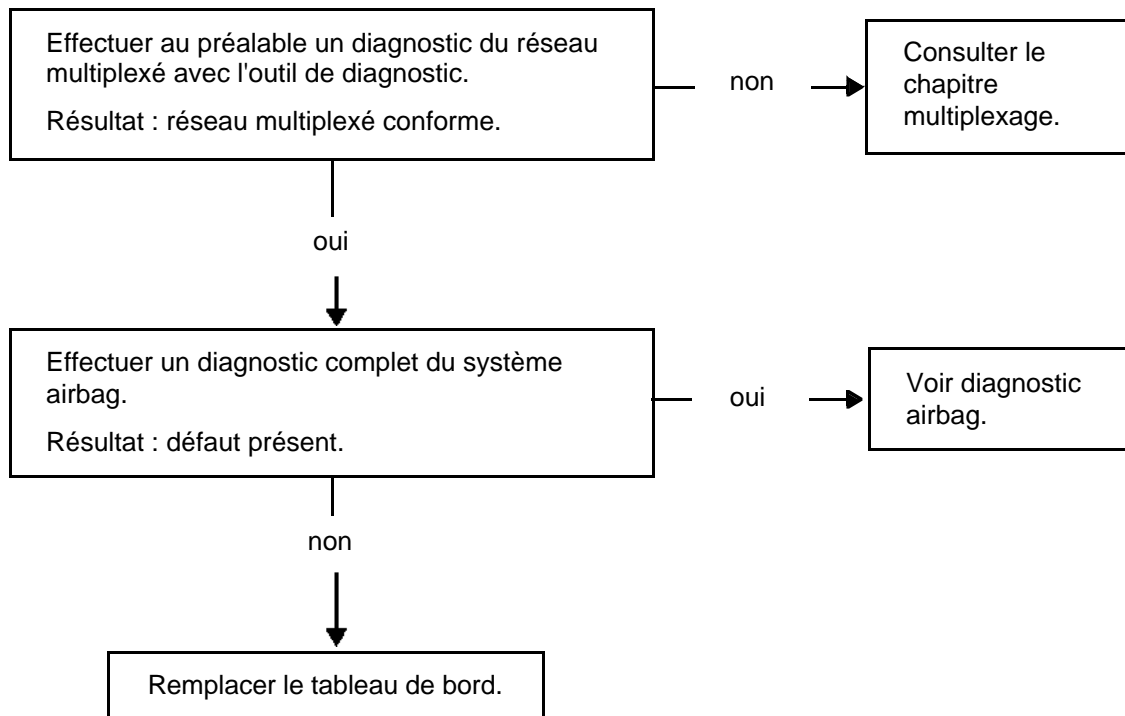 Effectuer au préalable un diagnostic du réseau
multiplexé avec l'outil de diagnostic.
Résultat : réseau multiplexé conforme.
non
Consulter le
chapitre
multiplexage.
oui
Effectuer un diagnostic complet du système
airbag.
Résultat : défaut présent.
oui
Voir diagnostic
airbag.
non
Remplacer le tableau de bord.